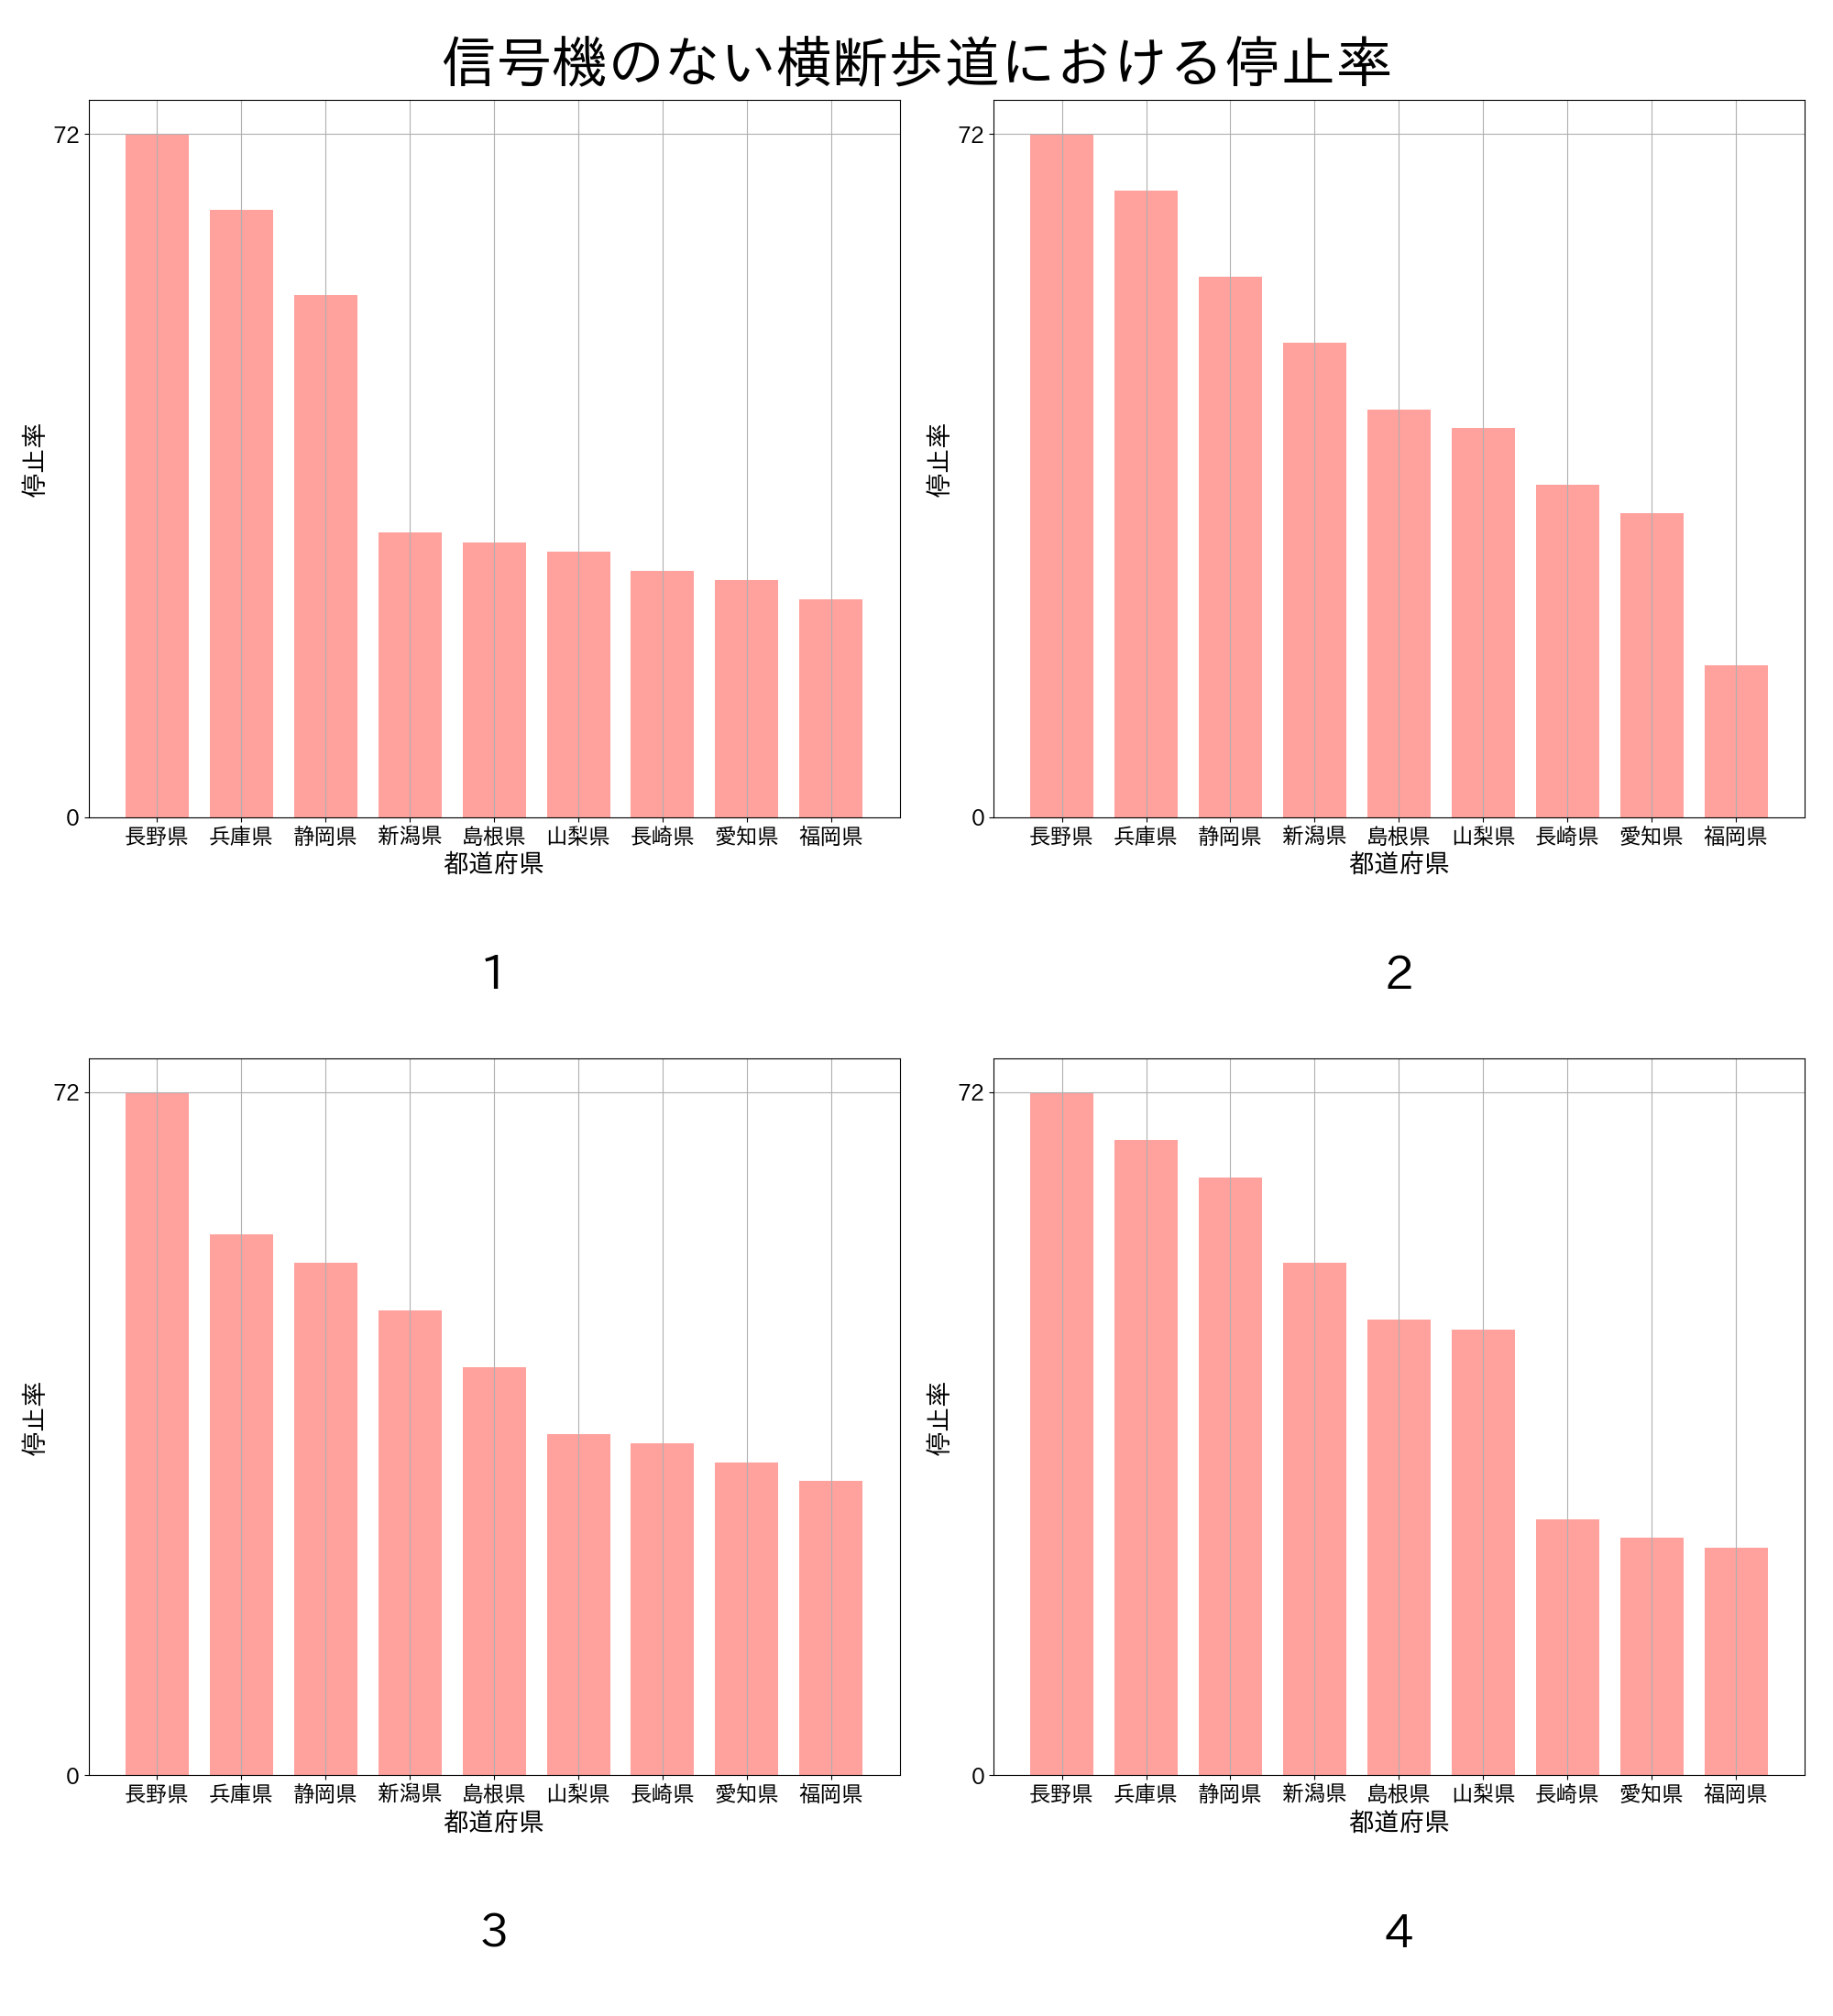 信号機のない横断歩道における停止率
72
0
停止率
長野県 兵庫県 静岡県 新潟県 島根県 山梨県 長崎県 愛知県 福岡県
都道府県
1
72
0
停止率
長野県 兵庫県 静岡県 新潟県 島根県 山梨県 長崎県 愛知県 福岡県
都道府県
2
72
0
停止率
長野県 兵庫県 静岡県 新潟県 島根県 山梨県 長崎県 愛知県 福岡県
都道府県
3
72
0
停止率
長野県 兵庫県 静岡県 新潟県 島根県 山梨県 長崎県 愛知県 福岡県
都道府県
4